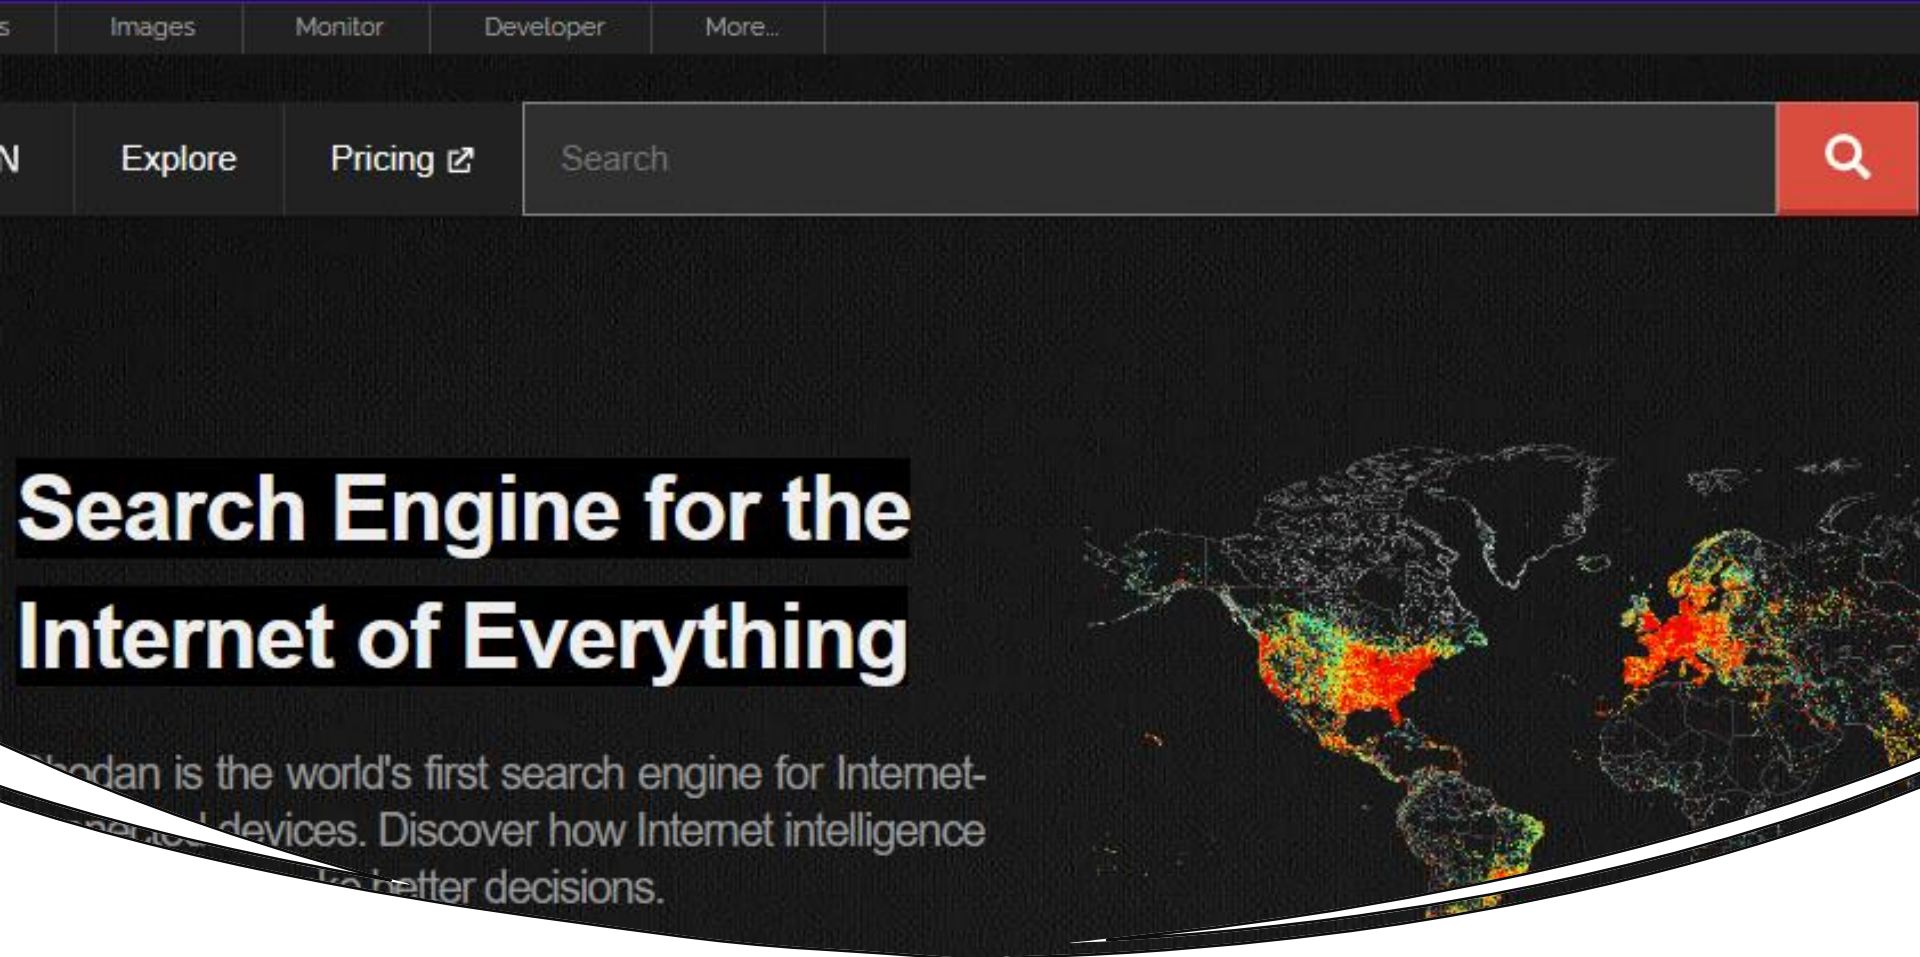 Images Monitor Developer More...
Explore Pricing Search
Search Engine for the
Internet of Everything
is the world's first search engine for Internet-
devices. Discover how Internet intelligence
better decisions.